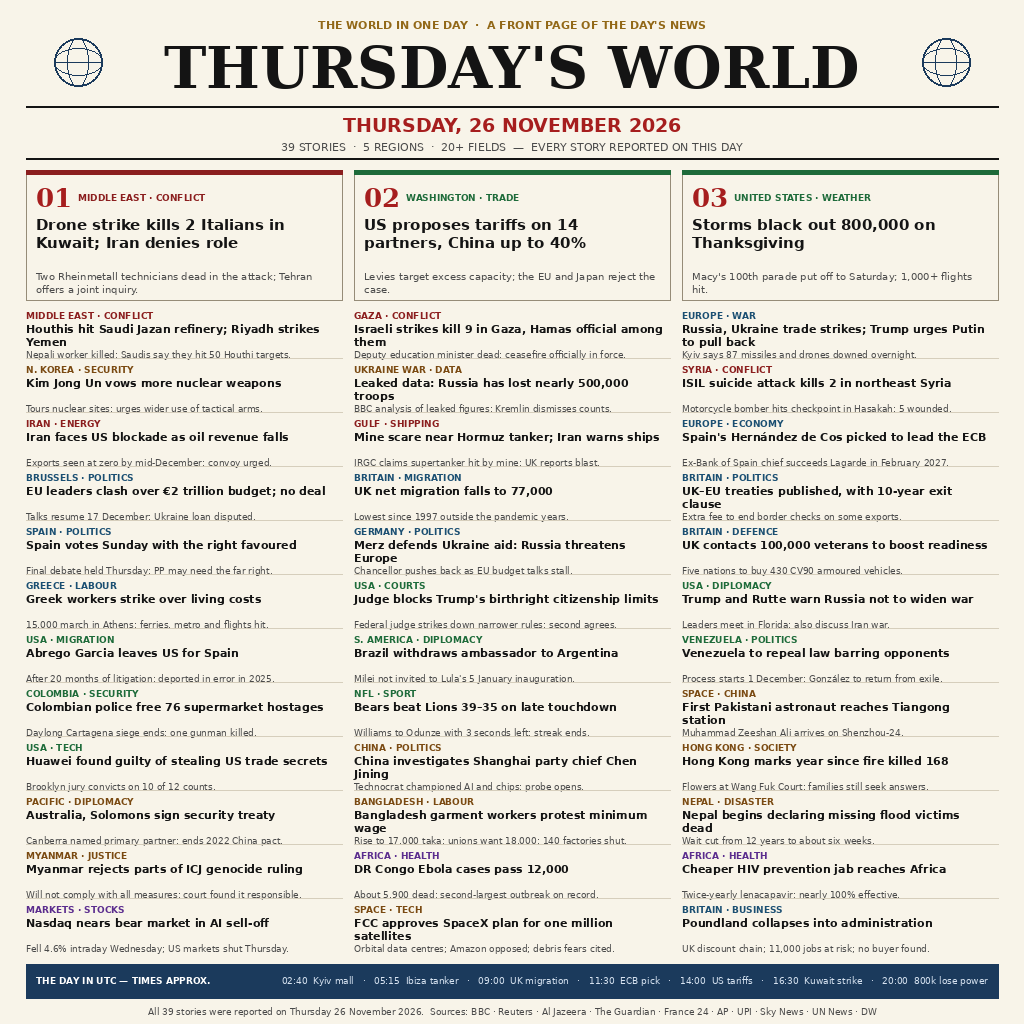 THE WORLD IN ONE DAY · A FRONT PAGE OF THE DAY'S NEWS
THURSDAY'S WORLD
THURSDAY, 26 NOVEMBER 2026
39 STORIES · 5 REGIONS · 20+ FIELDS — EVERY STORY REPORTED ON THIS DAY
01 MIDDLE EAST · CONFLICT
Drone strike kills 2 Italians in
Kuwait; Iran denies role
Two Rheinmetall technicians dead in the attack; Tehran
offers a joint inquiry.
02 WASHINGTON · TRADE
US proposes tariffs on 14
partners, China up to 40%
Levies target excess capacity; the EU and Japan reject the
case.
03 UNITED STATES · WEATHER
Storms black out 800,000 on
Thanksgiving
Macy's 100th parade put off to Saturday; 1,000+ flights
hit.
MIDDLE EAST · CONFLICT
Houthis hit Saudi Jazan refinery; Riyadh strikes
Yemen
Nepali worker killed; Saudis say they hit 50 Houthi targets.
GAZA · CONFLICT
Israeli strikes kill 9 in Gaza, Hamas official among
them
Deputy education minister dead; ceasefire officially in force.
EUROPE · WAR
Russia, Ukraine trade strikes; Trump urges Putin
to pull back
Kyiv says 87 missiles and drones downed overnight.
N. KOREA · SECURITY
Kim Jong Un vows more nuclear weapons
Tours nuclear sites; urges wider use of tactical arms.
UKRAINE WAR · DATA
Leaked data: Russia has lost nearly 500,000
troops
BBC analysis of leaked figures; Kremlin dismisses counts.
SYRIA · CONFLICT
ISIL suicide attack kills 2 in northeast Syria
Motorcycle bomber hits checkpoint in Hasakah; 5 wounded.
IRAN · ENERGY
Iran faces US blockade as oil revenue falls
Exports seen at zero by mid-December; convoy urged.
GULF · SHIPPING
Mine scare near Hormuz tanker; Iran warns ships
IRGC claims supertanker hit by mine; UK reports blast.
EUROPE · ECONOMY
Spain's Hernández de Cos picked to lead the ECB
Ex-Bank of Spain chief succeeds Lagarde in February 2027.
BRUSSELS · POLITICS
EU leaders clash over €2 trillion budget; no deal
Talks resume 17 December; Ukraine loan disputed.
BRITAIN · MIGRATION
UK net migration falls to 77,000
Lowest since 1997 outside the pandemic years.
BRITAIN · POLITICS
UK–EU treaties published, with 10-year exit
clause
Extra fee to end border checks on some exports.
SPAIN · POLITICS
Spain votes Sunday with the right favoured
Final debate held Thursday; PP may need the far right.
GERMANY · POLITICS
Merz defends Ukraine aid; Russia threatens
Europe
Chancellor pushes back as EU budget talks stall.
BRITAIN · DEFENCE
UK contacts 100,000 veterans to boost readiness
Five nations to buy 430 CV90 armoured vehicles.
GREECE · LABOUR
Greek workers strike over living costs
15,000 march in Athens; ferries, metro and flights hit.
USA · COURTS
Judge blocks Trump's birthright citizenship limits
Federal judge strikes down narrower rules; second agrees.
USA · DIPLOMACY
Trump and Rutte warn Russia not to widen war
Leaders meet in Florida; also discuss Iran war.
USA · MIGRATION
Abrego Garcia leaves US for Spain
After 20 months of litigation; deported in error in 2025.
S. AMERICA · DIPLOMACY
Brazil withdraws ambassador to Argentina
Milei not invited to Lula's 5 January inauguration.
VENEZUELA · POLITICS
Venezuela to repeal law barring opponents
Process starts 1 December; González to return from exile.
COLOMBIA · SECURITY
Colombian police free 76 supermarket hostages
Daylong Cartagena siege ends; one gunman killed.
NFL · SPORT
Bears beat Lions 39–35 on late touchdown
Williams to Odunze with 3 seconds left; streak ends.
SPACE · CHINA
First Pakistani astronaut reaches Tiangong
station
Muhammad Zeeshan Ali arrives on Shenzhou-24.
USA · TECH
Huawei found guilty of stealing US trade secrets
Brooklyn jury convicts on 10 of 12 counts.
CHINA · POLITICS
China investigates Shanghai party chief Chen
Jining
Technocrat championed AI and chips; probe opens.
HONG KONG · SOCIETY
Hong Kong marks year since fire killed 168
Flowers at Wang Fuk Court; families still seek answers.
PACIFIC · DIPLOMACY
Australia, Solomons sign security treaty
Canberra named primary partner; ends 2022 China pact.
BANGLADESH · LABOUR
Bangladesh garment workers protest minimum
wage
Rise to 17,000 taka; unions want 18,000; 140 factories shut.
NEPAL · DISASTER
Nepal begins declaring missing flood victims
dead
Wait cut from 12 years to about six weeks.
MYANMAR · JUSTICE
Myanmar rejects parts of ICJ genocide ruling
Will not comply with all measures; court found it responsible.
AFRICA · HEALTH
DR Congo Ebola cases pass 12,000
About 5,900 dead; second-largest outbreak on record.
AFRICA · HEALTH
Cheaper HIV prevention jab reaches Africa
Twice-yearly lenacapavir; nearly 100% effective.
MARKETS · STOCKS
Nasdaq nears bear market in AI sell-off
Fell 4.6% intraday Wednesday; US markets shut Thursday.
SPACE · TECH
FCC approves SpaceX plan for one million
satellites
Orbital data centres; Amazon opposed; debris fears cited.
BRITAIN · BUSINESS
Poundland collapses into administration
UK discount chain; 11,000 jobs at risk; no buyer found.
THE DAY IN UTC — TIMES APPROX. 02:40 Kyiv mall · 05:15 Ibiza tanker · 09:00 UK migration · 11:30 ECB pick · 14:00 US tariffs · 16:30 Kuwait strike · 20:00 800k lose power
All 39 stories were reported on Thursday 26 November 2026. Sources: BBC · Reuters · Al Jazeera · The Guardian · France 24 · AP · UPI · Sky News · UN News · DW